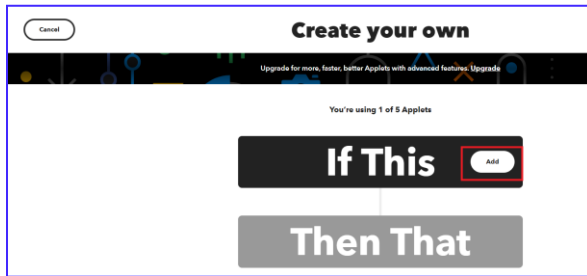 Cancel
Create your own
Upgrade for more, faster, better Applets with advanced features. Upgrade
You're using 1 of 5 Applets
If This
Add
Then That